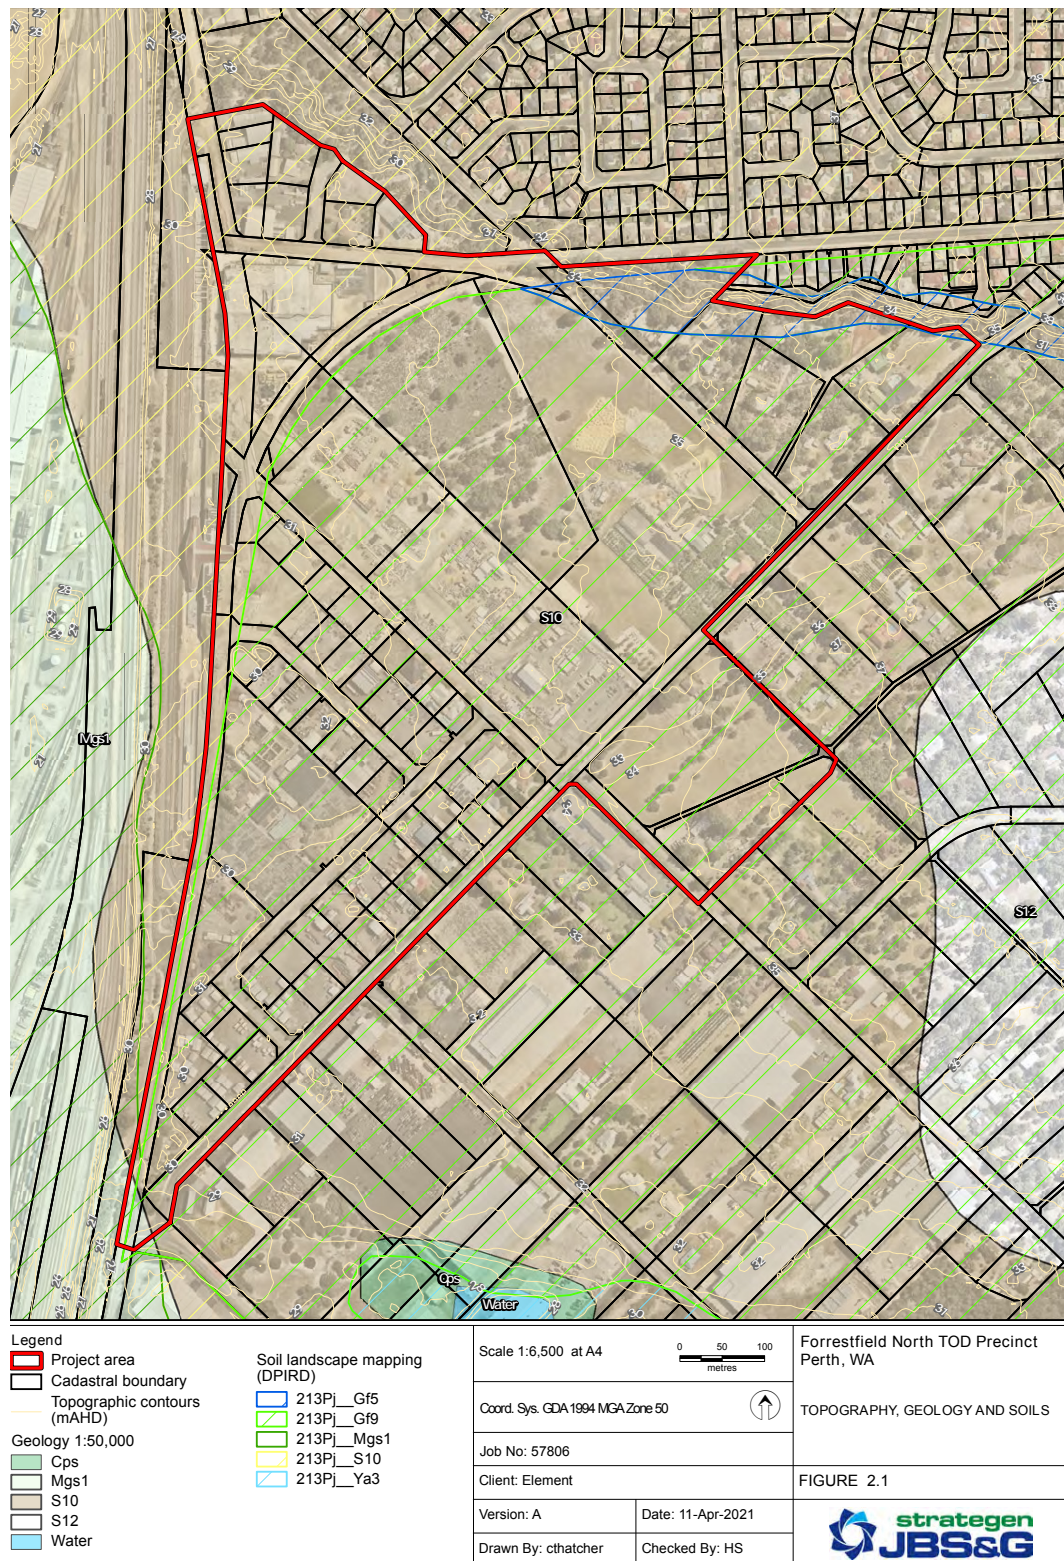 S10
Mgs1
S12
Cps
Water
Legend
Project area
Cadastral boundary
Topographic contours
(mAHD)
Geology 1:50,000
Cps
Mgs1
S10
S12
Water
Soil landscape mapping
(DPIRD)
213Pj__Gf5
213Pj__Gf9
213Pj__Mgs1
213Pj__S10
213Pj__Ya3
Scale 1:6,500 at A4
0 50 100
metres
Coord. Sys. GDA 1994 MGA Zone 50
Job No: 57806
Client: Element
Version: A
Date: 11-Apr-2021
Drawn By: cthatcher
Checked By: HS
Forrestfield North TOD Precinct
Perth, WA
TOPOGRAPHY, GEOLOGY AND SOILS
FIGURE 2.1
strategen
JBS&G